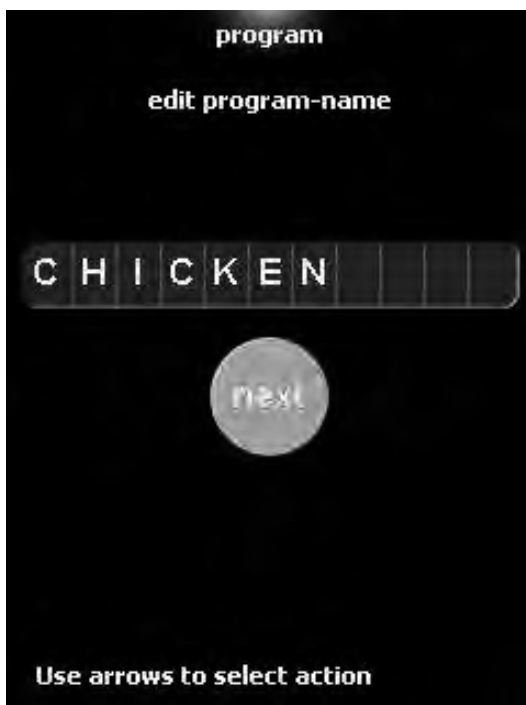 program
edit program-name
CHICKEN
next
Use arrows to select action